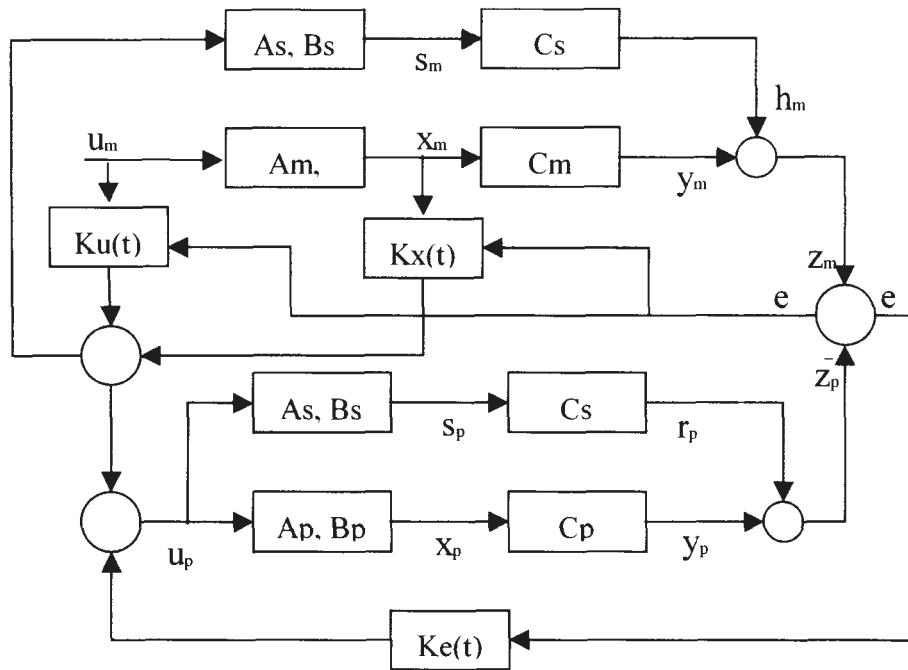 As, Bs
sₘ
Cs
hₘ
uₘ
Am,
xₘ
Cm
yₘ
Ku(t)
Kx(t)
zₘ
e
e
-
zₚ
As, Bs
sₚ
Cs
rₚ
uₚ
Ap, Bp
xₚ
Cp
yₚ
Ke(t)